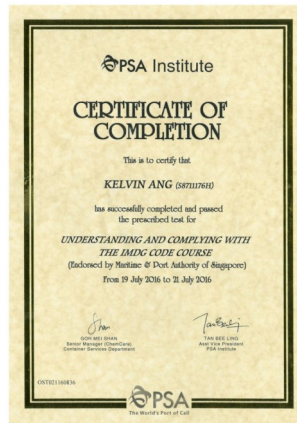 PSA Institute
CERTIFICATE OF
COMPLETION
This is to certify that
KELVIN ANG (S8711176H)
has successfully completed and passed
the prescribed test for
UNDERSTANDING AND COMPLYING WITH
THE IMDG CODE COURSE
(Endorsed by Maritime & Port Authority of Singapore)
From 19 July 2016 to 21 July 2016
GOH MEI SHAN
Senior Manager (ChemCare)
Container Services Department
TAN BEE LING
Asst Vice President
PSA Institute
OST021160836
PSA
The World's Port of Call